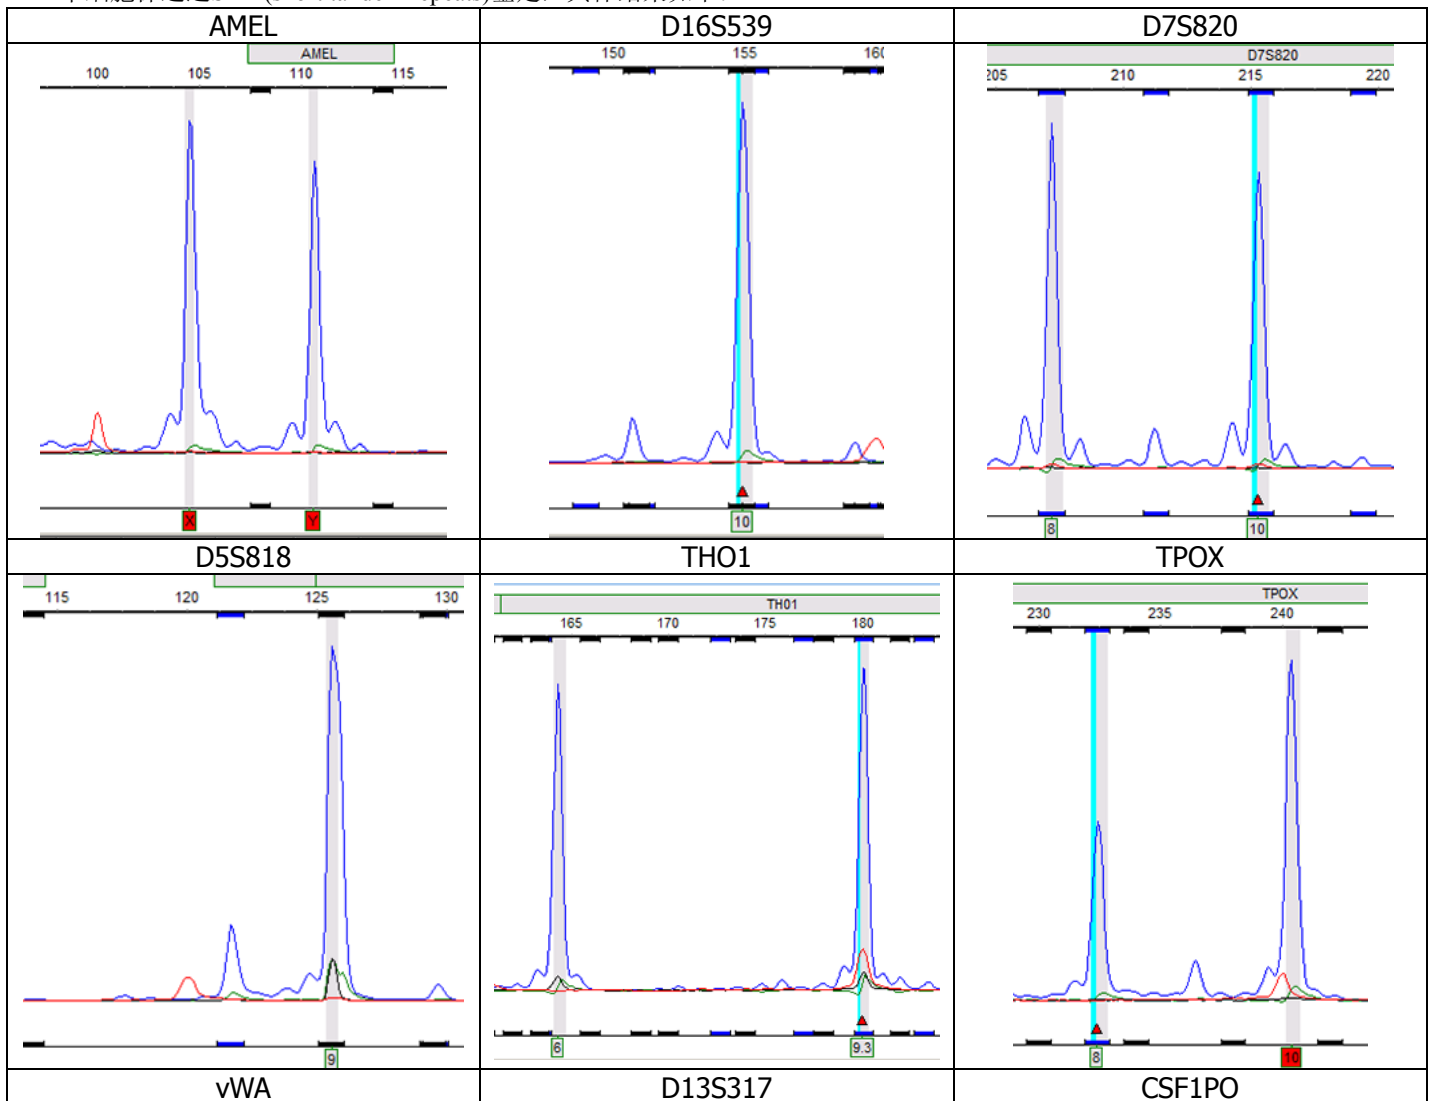 AMEL D16S539 D7S820
AMEL
100 105 110 115
X Y
150 155 160
10
D7S820
205 210 215 220
8 10
D5S818 THO1 TPOX
115 120 125 130
9
TH01
165 170 175 180
6 9.3
TPOX
230 235 240
8 10
vWA D13S317 CSF1PO